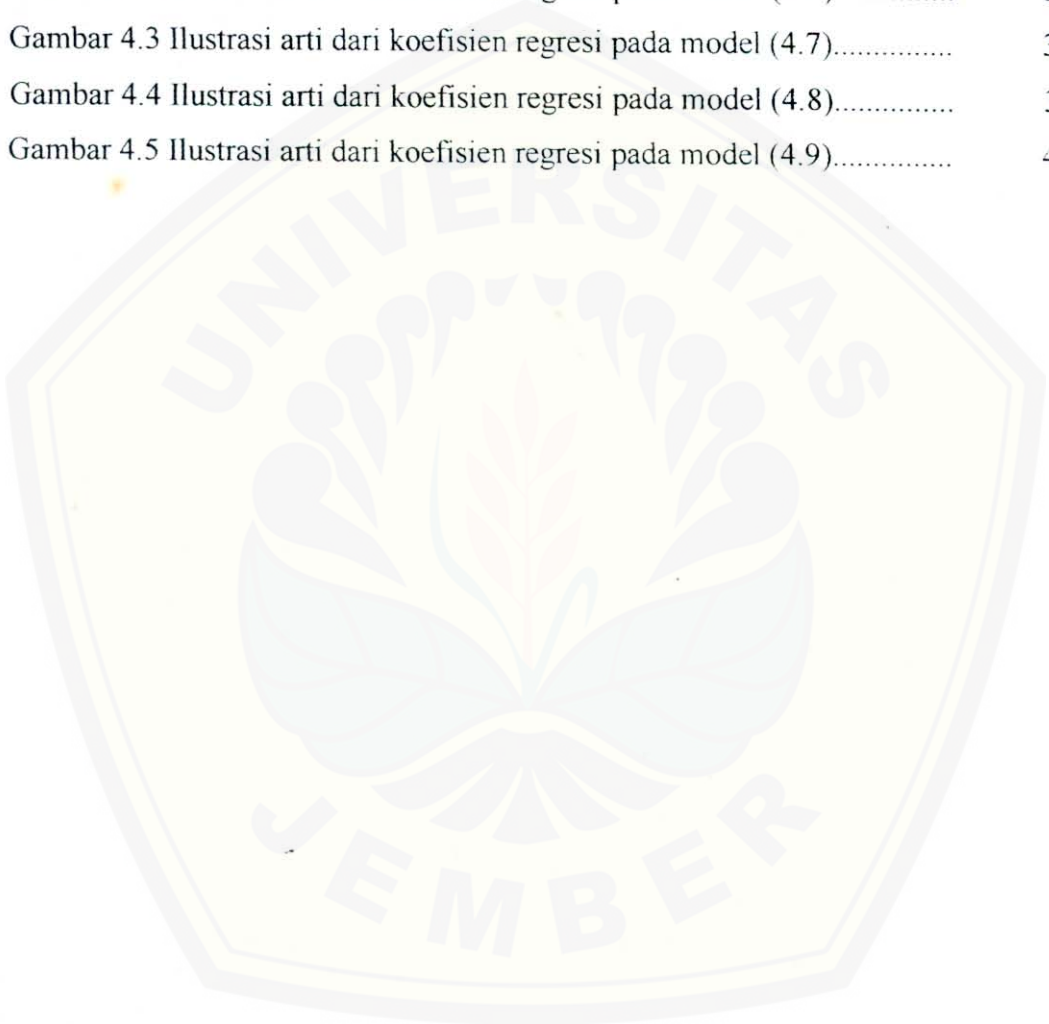 Gambar 4.3 Ilustrasi arti dari koefisien regresi pada model (4.7)...............
Gambar 4.4 Ilustrasi arti dari koefisien regresi pada model (4.8)...............
Gambar 4.5 Ilustrasi arti dari koefisien regresi pada model (4.9)...............
UNIVERSITAS
JEMBER